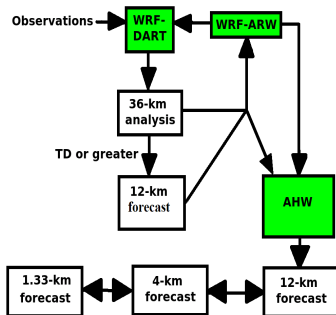 Observations
WRF-
DART
WRF-ARW
36-km
analysis
TD or greater
12-km
forecast
AHW
1.33-km
forecast
4-km
forecast
12-km
forecast